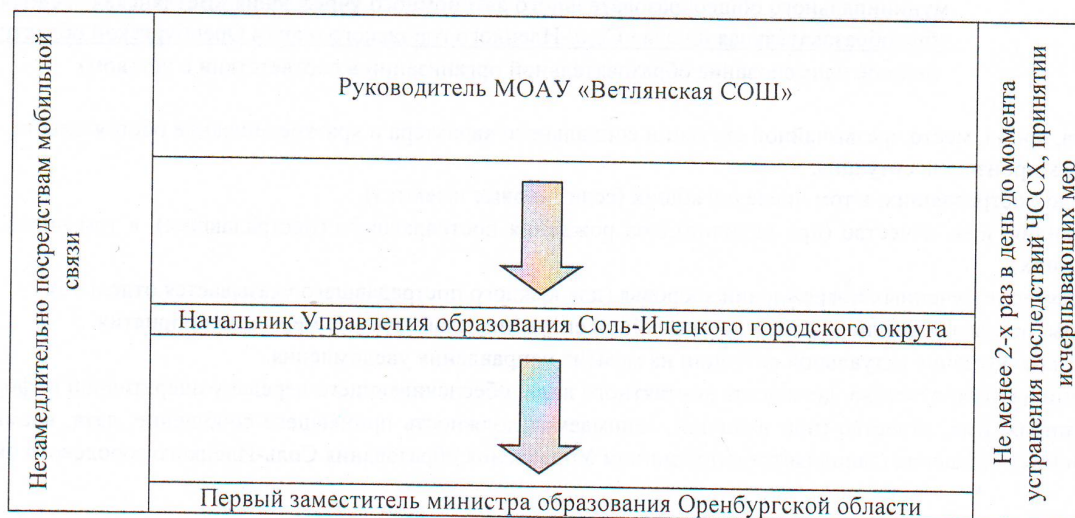 Незамедлительно посредствам мобильной
связи
Руководитель МОАУ «Ветлянская СОШ»
Начальник Управления образования Соль-Илецкого городского округа
Первый заместитель министра образования Оренбургской области
Не менее 2-х раз в день до момента
устранения последствий ЧССХ, принятии
исчерпывающих мер